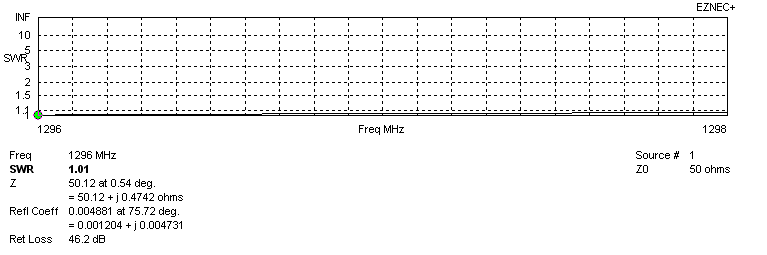 EZNEC+
INF
10
5
SWR
3
2
1.5
1.1
1296 Freq MHz 1298
Freq 1296 MHz Source # 1
SWR 1.01 Z0 50 ohms
Z 50.12 at 0.54 deg.
= 50.12 + j 0.4742 ohms
Refl Coeff 0.004881 at 75.72 deg.
= 0.001204 + j 0.004731
Ret Loss 46.2 dB